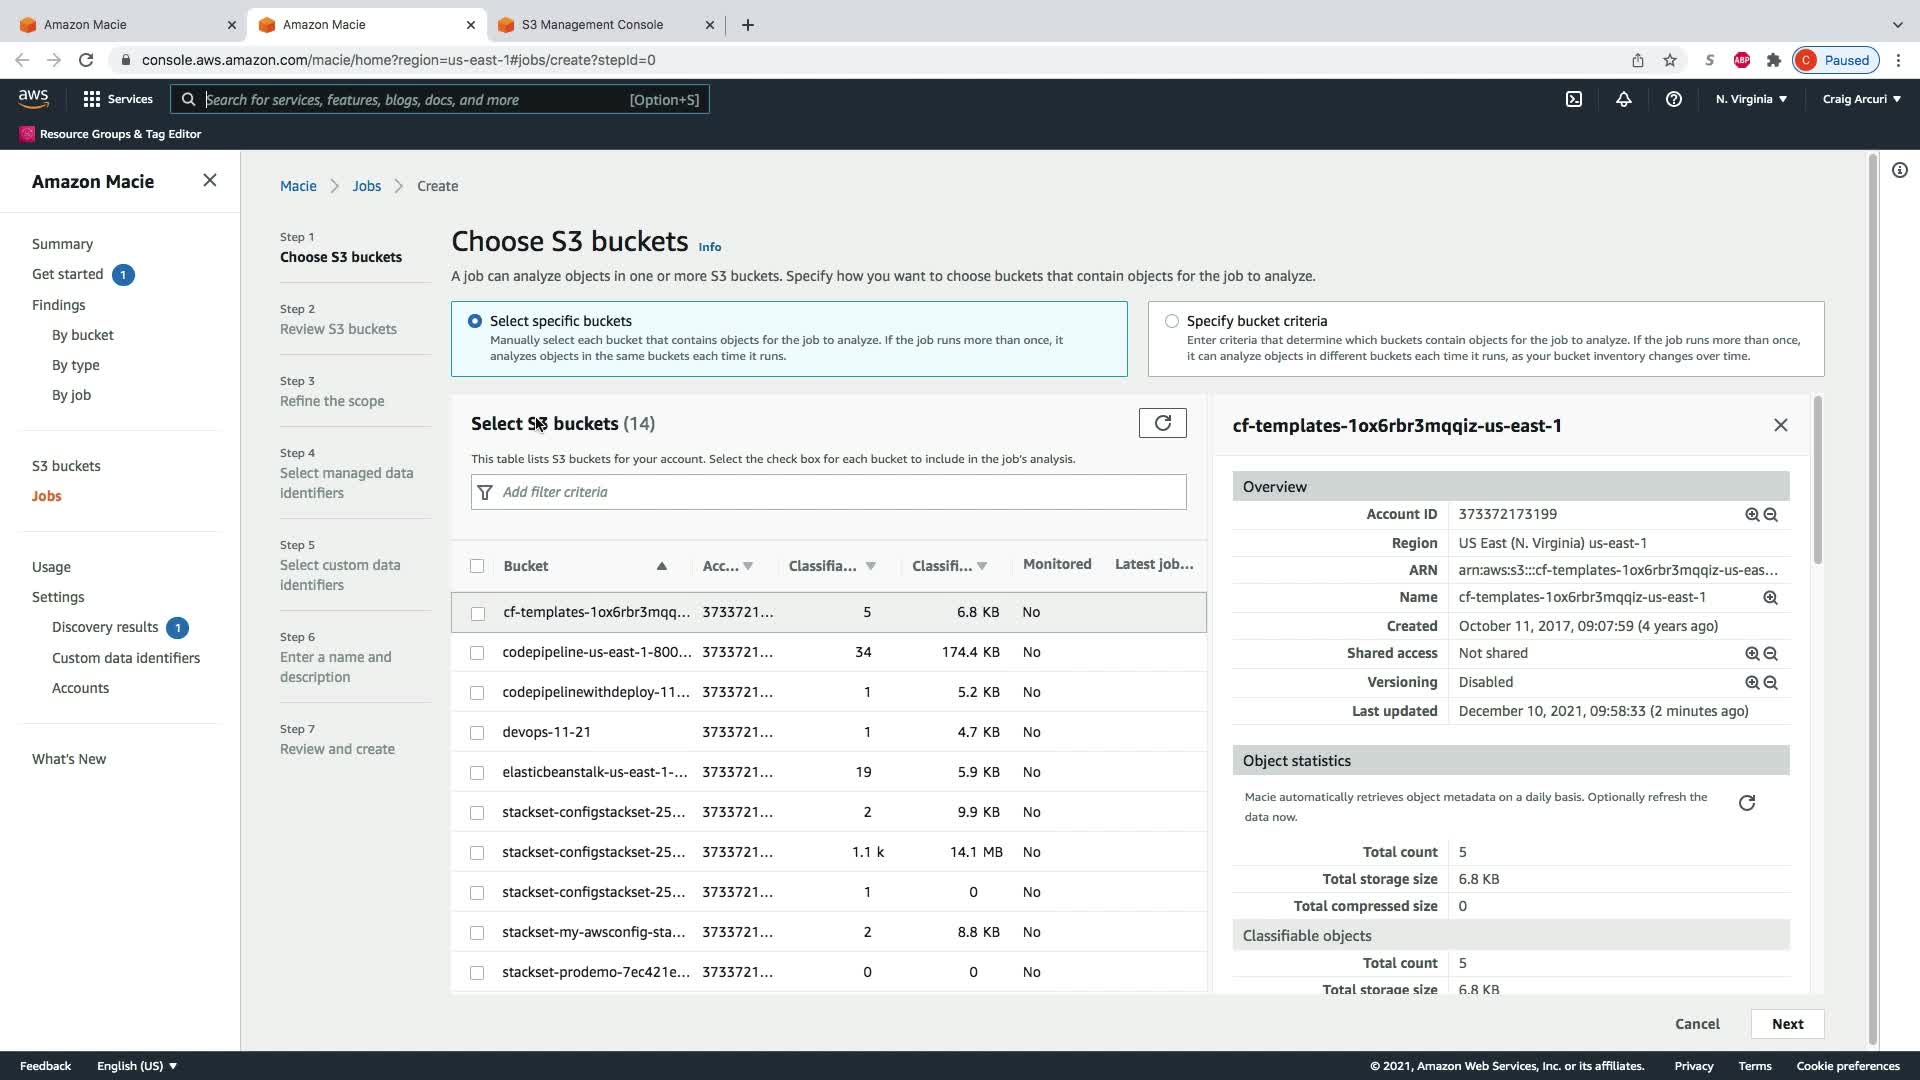 Amazon Macie
Amazon Macie
S3 Management Console
console.aws.amazon.com/macie/home?region=us-east-1#jobs/create?stepId=0
S
ABP
C
Paused
aws
Services
Search for services, features, blogs, docs, and more
[Option+S]
N. Virginia
Craig Arcuri
Resource Groups & Tag Editor
Amazon Macie
Summary
Get started 1
Findings
By bucket
By type
By job
S3 buckets
Jobs
Usage
Settings
Discovery results 1
Custom data identifiers
Accounts
What's New
Macie
Jobs
Create
Step 1
Choose S3 buckets
Step 2
Review S3 buckets
Step 3
Refine the scope
Step 4
Select managed data
identifiers
Step 5
Select custom data
identifiers
Step 6
Enter a name and
description
Step 7
Review and create
Choose S3 buckets Info
A job can analyze objects in one or more S3 buckets. Specify how you want to choose buckets that contain objects for the job to analyze.
Select specific buckets
Manually select each bucket that contains objects for the job to analyze. If the job runs more than once, it
analyzes objects in the same buckets each time it runs.
Specify bucket criteria
Enter criteria that determine which buckets contain objects for the job to analyze. If the job runs more than once,
it can analyze objects in different buckets each time it runs, as your bucket inventory changes over time.
Select S3 buckets (14)
This table lists S3 buckets for your account. Select the check box for each bucket to include in the job's analysis.
Add filter criteria
Bucket Acc... Classifia... Classifi... Monitored Latest job...
cf-templates-1ox6rbr3mqq... 3733721... 5 6.8 KB No
codepipeline-us-east-1-800... 3733721... 34 174.4 KB No
codepipelinewithdeploy-11... 3733721... 1 5.2 KB No
devops-11-21 3733721... 1 4.7 KB No
elasticbeanstalk-us-east-1-... 3733721... 19 5.9 KB No
stackset-configstackset-25... 3733721... 2 9.9 KB No
stackset-configstackset-25... 3733721... 1.1 k 14.1 MB No
stackset-configstackset-25... 3733721... 1 0 No
stackset-my-awsconfig-sta... 3733721... 2 8.8 KB No
stackset-prodemo-7ec421e... 3733721... 0 0 No
cf-templates-1ox6rbr3mqqiz-us-east-1
Overview
Account ID 373372173199
Region US East (N. Virginia) us-east-1
ARN arn:aws:s3:::cf-templates-1ox6rbr3mqqiz-us-eas...
Name cf-templates-1ox6rbr3mqqiz-us-east-1
Created October 11, 2017, 09:07:59 (4 years ago)
Shared access Not shared
Versioning Disabled
Last updated December 10, 2021, 09:58:33 (2 minutes ago)
Object statistics
Macie automatically retrieves object metadata on a daily basis. Optionally refresh the
data now.
Total count 5
Total storage size 6.8 KB
Total compressed size 0
Classifiable objects
Total count 5
Total storage size 6.8 KB
Cancel
Next
Feedback
English (US)
© 2021, Amazon Web Services, Inc. or its affiliates.
Privacy
Terms
Cookie preferences